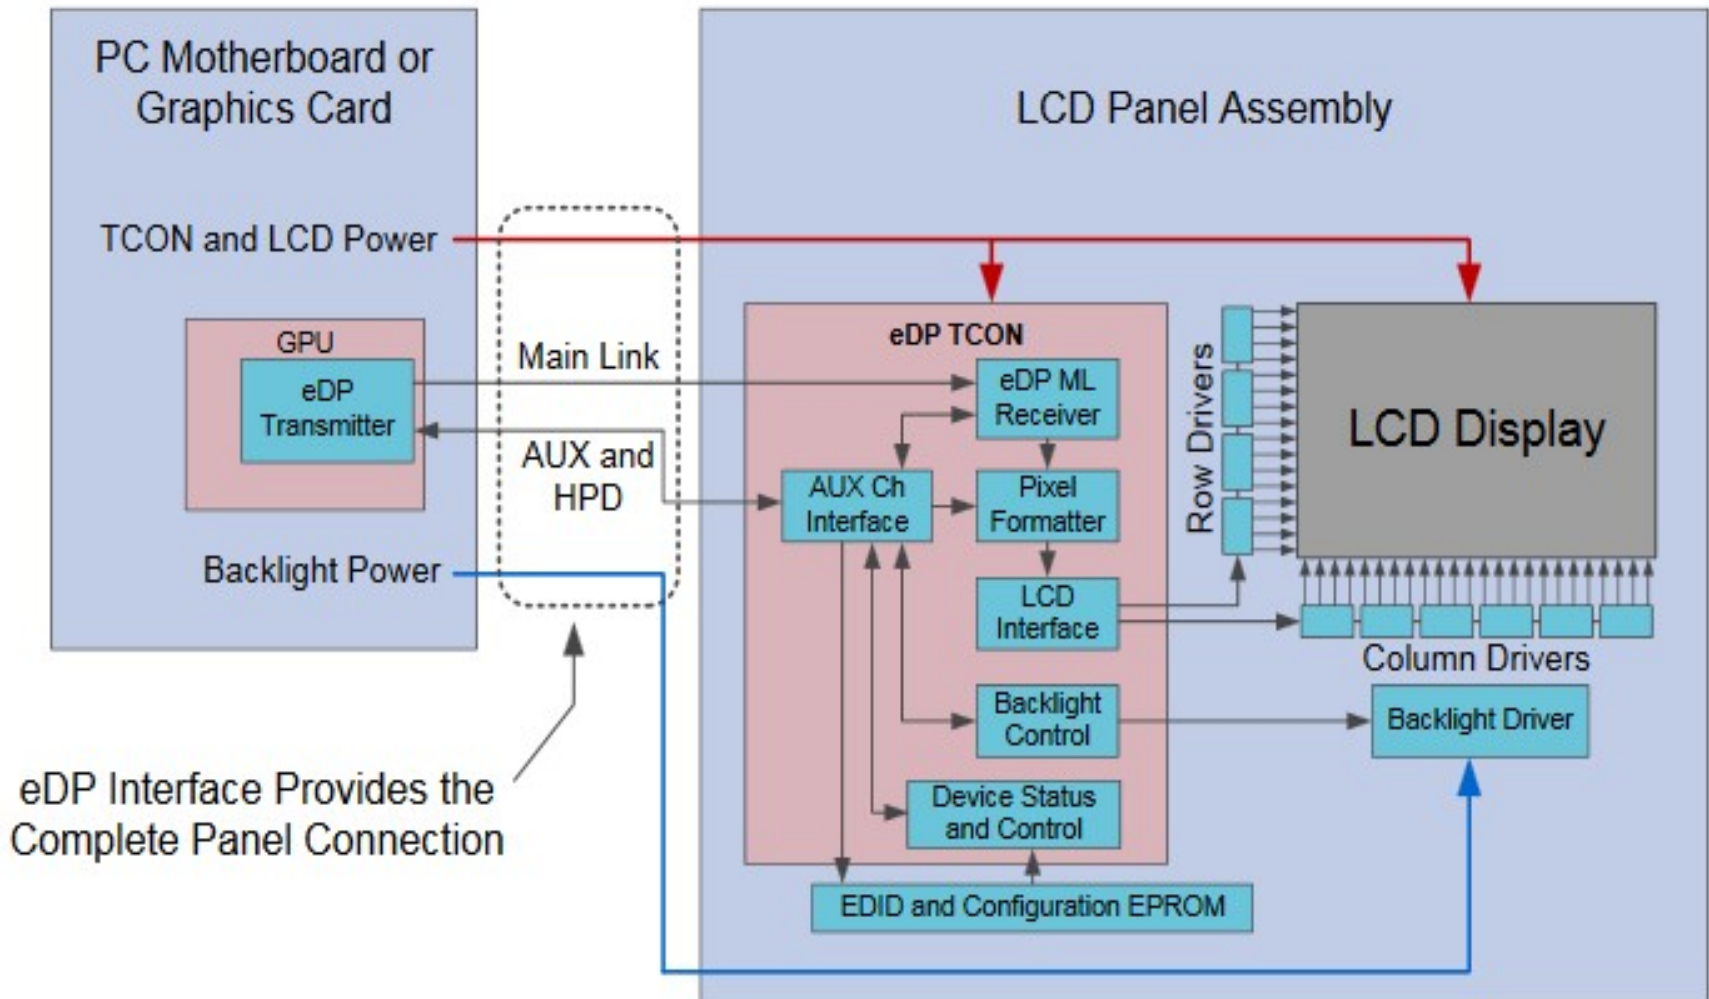 PC Motherboard or
Graphics Card
LCD Panel Assembly
TCON and LCD Power
GPU
eDP
Transmitter
Main Link
AUX and
HPD
Backlight Power
eDP TCON
eDP ML
Receiver
AUX Ch
Interface
Pixel
Formatter
LCD
Interface
Backlight
Control
Device Status
and Control
EDID and Configuration EPROM
Row Drivers
LCD Display
Column Drivers
Backlight Driver
eDP Interface Provides the
Complete Panel Connection